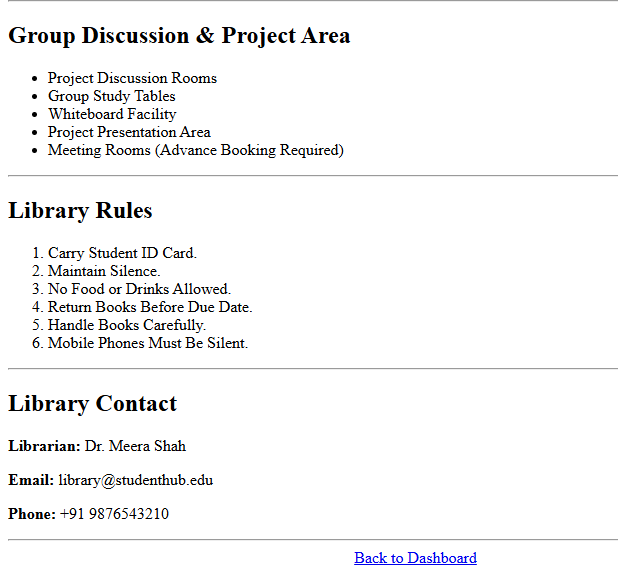 Group Discussion & Project Area
Project Discussion Rooms
Group Study Tables
Whiteboard Facility
Project Presentation Area
Meeting Rooms (Advance Booking Required)
Library Rules
1. Carry Student ID Card.
2. Maintain Silence.
3. No Food or Drinks Allowed.
4. Return Books Before Due Date.
5. Handle Books Carefully.
6. Mobile Phones Must Be Silent.
Library Contact
Librarian: Dr. Meera Shah
Email: library@studenthub.edu
Phone: +91 9876543210
Back to Dashboard